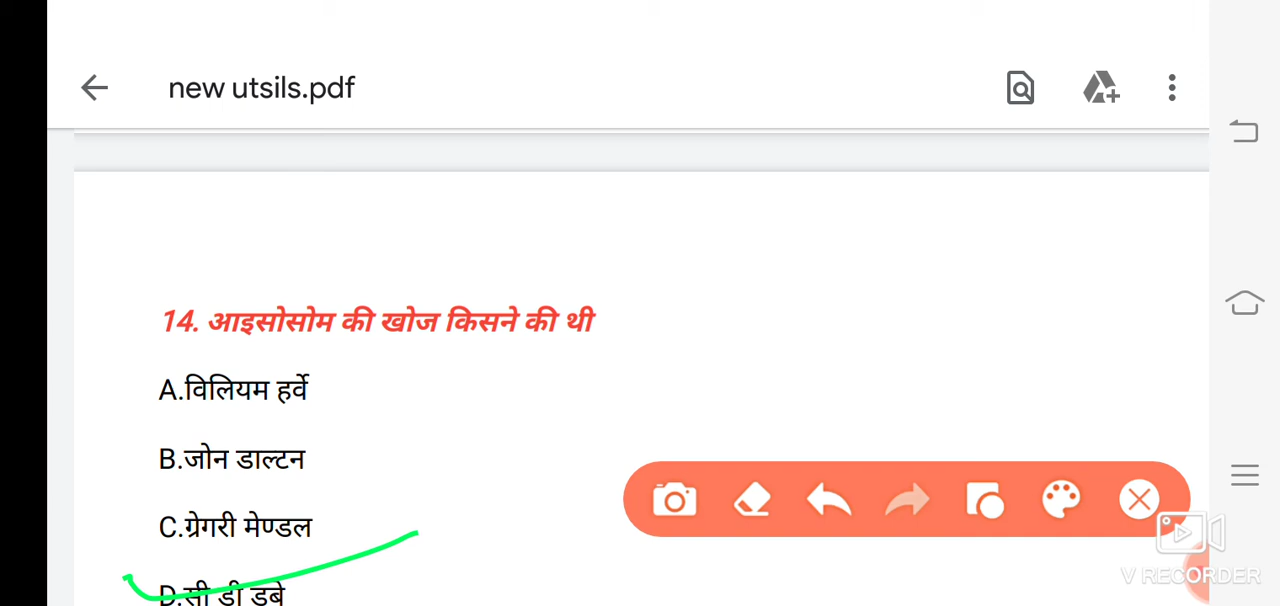 new utsils.pdf
14. आइसोसोम की खोज किसने की थी
A.विलियम हर्वे
B.जोन डाल्टन
C.ग्रेगरी मेण्डल
D.सी डी डुबे
V RECORDER